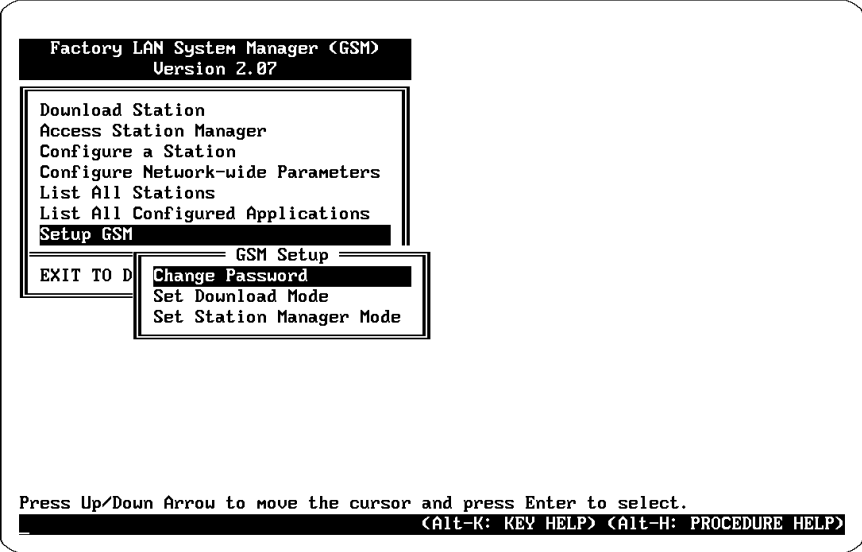 Factory LAN System Manager (GSM)
Version 2.07
Download Station
Access Station Manager
Configure a Station
Configure Network-wide Parameters
List All Stations
List All Configured Applications
Setup GSM
GSM Setup
EXIT TO D
Change Password
Set Download Mode
Set Station Manager Mode
Press Up/Down Arrow to move the cursor and press Enter to select.
(Alt-K: KEY HELP) (Alt-H: PROCEDURE HELP)